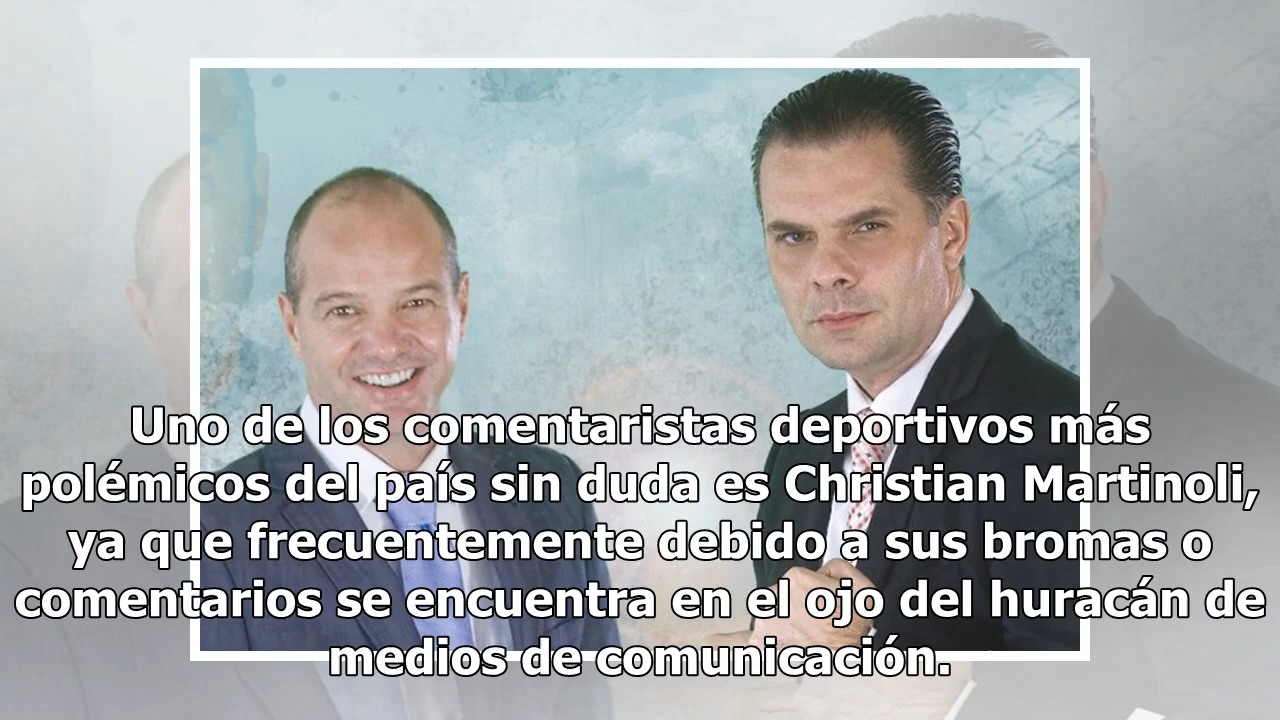 Uno de los comentaristas deportivos más
polémicos del país sin duda es Christian Martinoli,
ya que frecuentemente debido a sus bromas o
comentarios se encuentra en el ojo del huracán de
medios de comunicación.